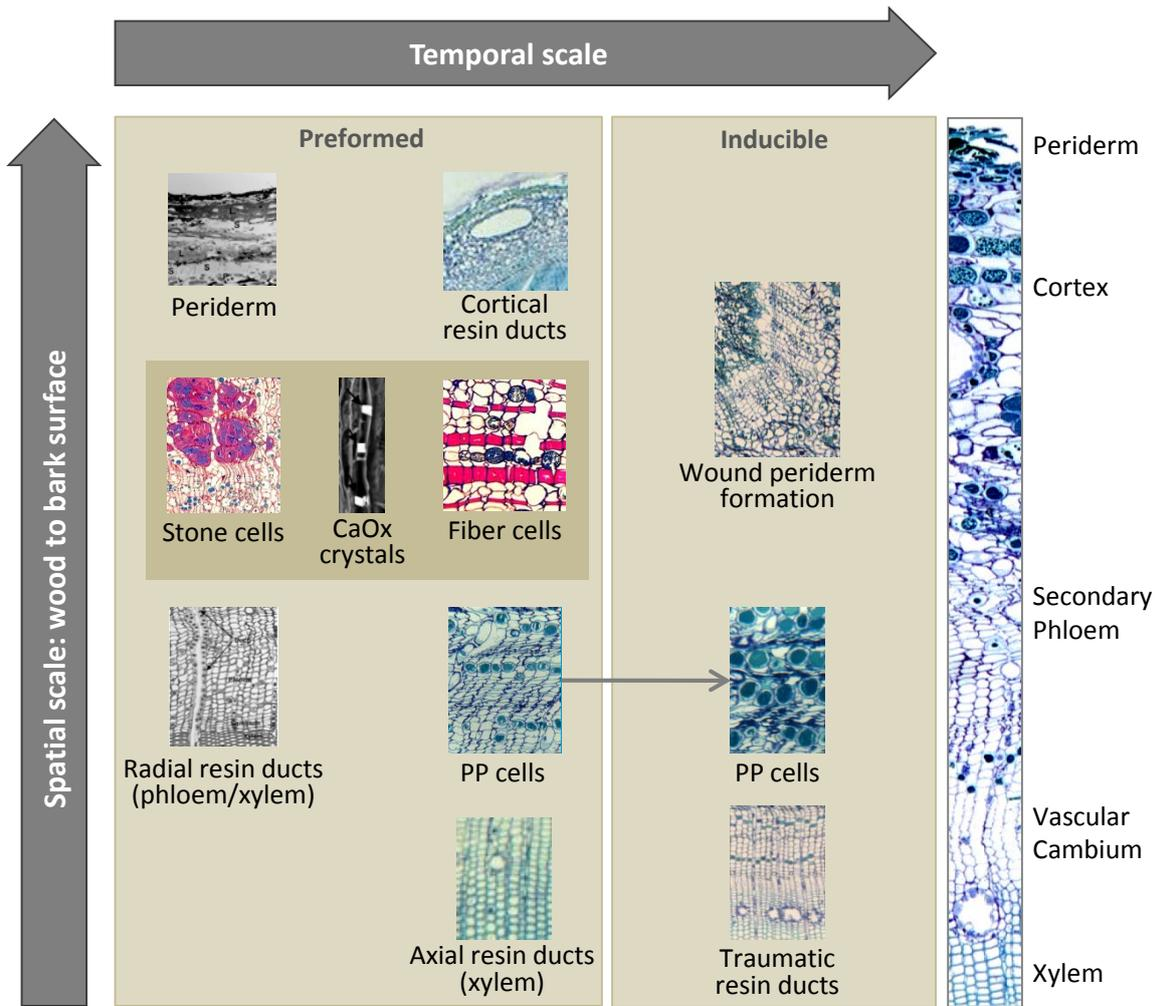 Temporal scale
Spatial scale: wood to bark surface
Preformed
Inducible
Periderm
Cortical
resin ducts
Stone cells
CaOx
crystals
Fiber cells
Wound periderm
formation
Radial resin ducts
(phloem/xylem)
PP cells
PP cells
Axial resin ducts
(xylem)
Traumatic
resin ducts
Periderm
Cortex
Secondary
Phloem
Vascular
Cambium
Xylem
L
S
L
S
S